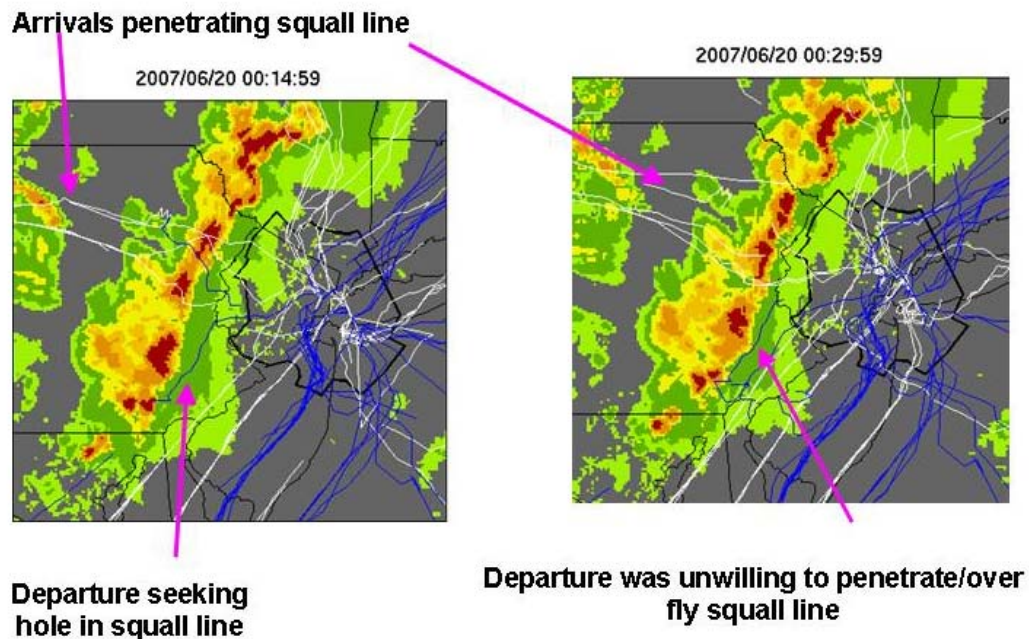 Arrivals penetrating squall line
2007/06/20 00:14:59
2007/06/20 00:29:59
Departure seeking
hole in squall line
Departure was unwilling to penetrate/over
fly squall line